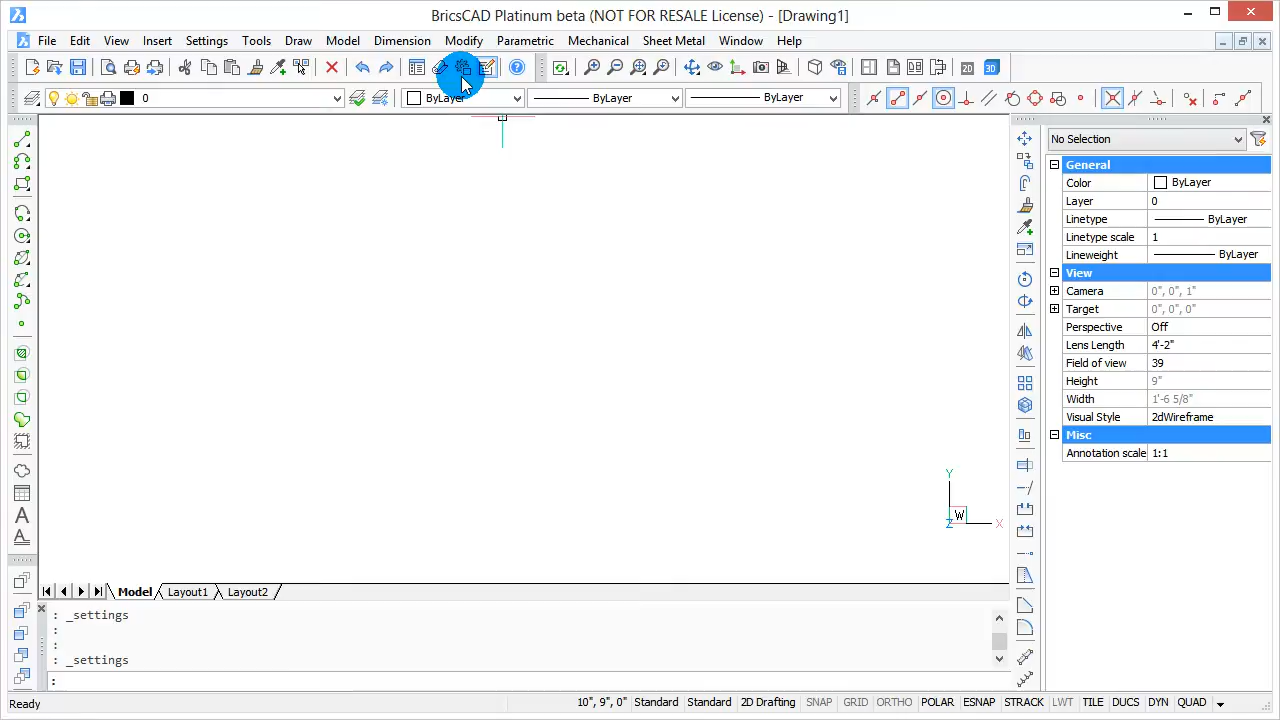 BricsCAD Platinum beta (NOT FOR RESALE License) - [Drawing1]
File Edit View Insert Settings Tools Draw Model Dimension Modify Parametric Mechanical Sheet Metal Window Help
2D 3D
0 ByLayer ByLayer ByLayer
No Selection
General
Color ByLayer
Layer 0
Linetype ByLayer
Linetype scale 1
Lineweight ByLayer
View
Camera 0", 0", 1"
Target 0", 0", 0"
Perspective Off
Lens Length 4'-2"
Field of view 39
Height 9"
Width 1'-6 5/8"
Visual Style 2dWireframe
Misc
Annotation scale 1:1
Y
W
Z X
A
A
Model Layout1 Layout2
: _settings
:
:
: _settings
:
Ready 10", 9", 0" Standard Standard 2D Drafting SNAP GRID ORTHO POLAR ESNAP STRACK LWT TILE DUCS DYN QUAD